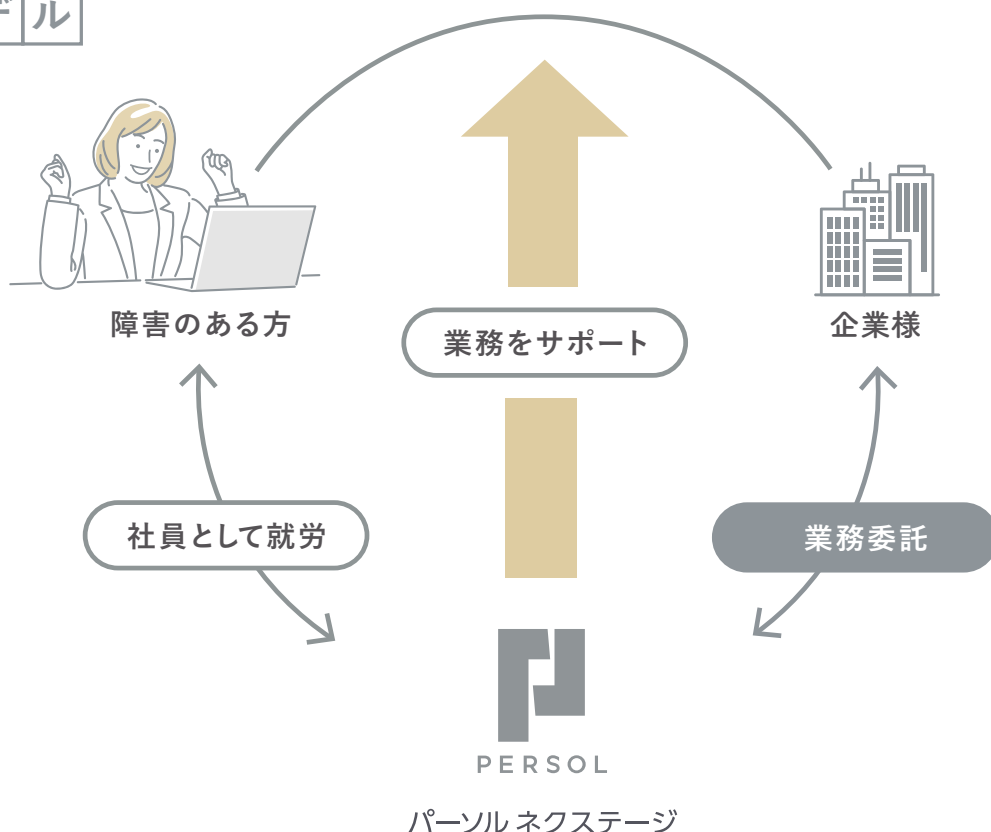 ル
障害のある方
企業様
業務をサポート
社員として就労
業務委託
PERSOL
パーソル ネクステージ